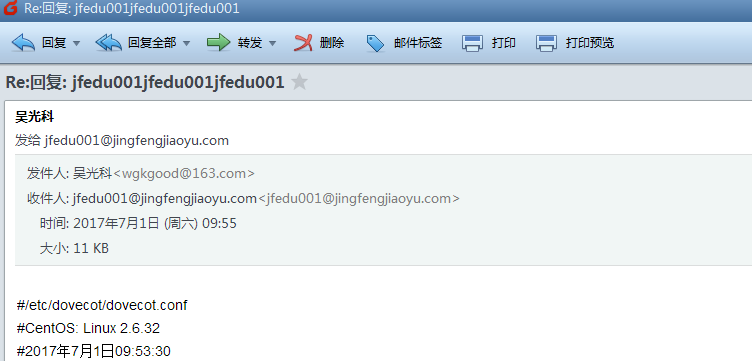 Re:回复: jfedu001jfedu001jfedu001
回复 回复全部 转发 删除 邮件标签 打印 打印预览
Re:回复: jfedu001jfedu001jfedu001
吴光科
发给 jfedu001@jingfengjiaoyu.com
发件人: 吴光科<wgkgood@163.com>
收件人: jfedu001@jingfengjiaoyu.com<jfedu001@jingfengjiaoyu.com>
时间: 2017年7月1日 (周六) 09:55
大小: 11 KB
#/etc/dovecot/dovecot.conf
#CentOS: Linux 2.6.32
#2017年7月1日09:53:30